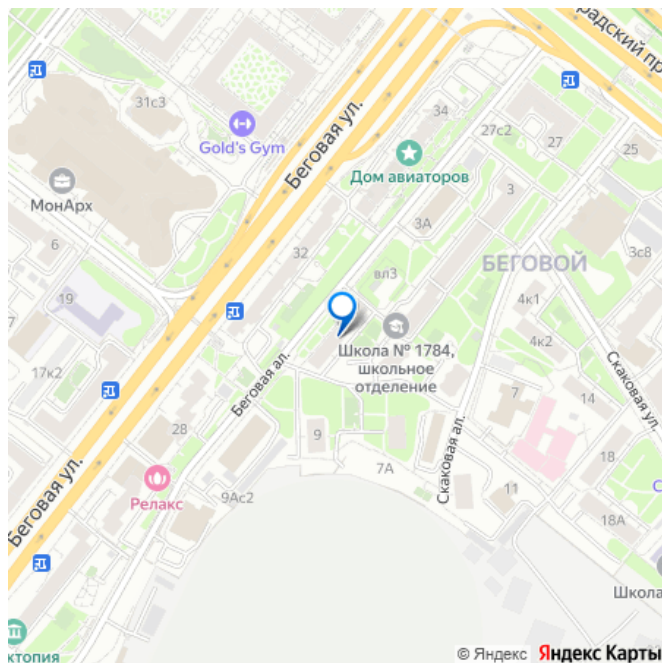 градский пр
31с3
Gold's Gym
Беговая ул.
34
27с2
27
25
Дом авиаторов
МонАрх
3
3А
6
32
БЕГОВОЙ
3с8
вл3
19
4к1
Школа № 1784,
школьное
отделение
4к2
17к2
Беговая ал.
7
14
Скаковая ул.
28
9
7А
Скаковая ал.
18
Беговая ул.
Релакс
9Ас2
11
18А
Школа
ктопия
© Яндекс Яндекс Карты